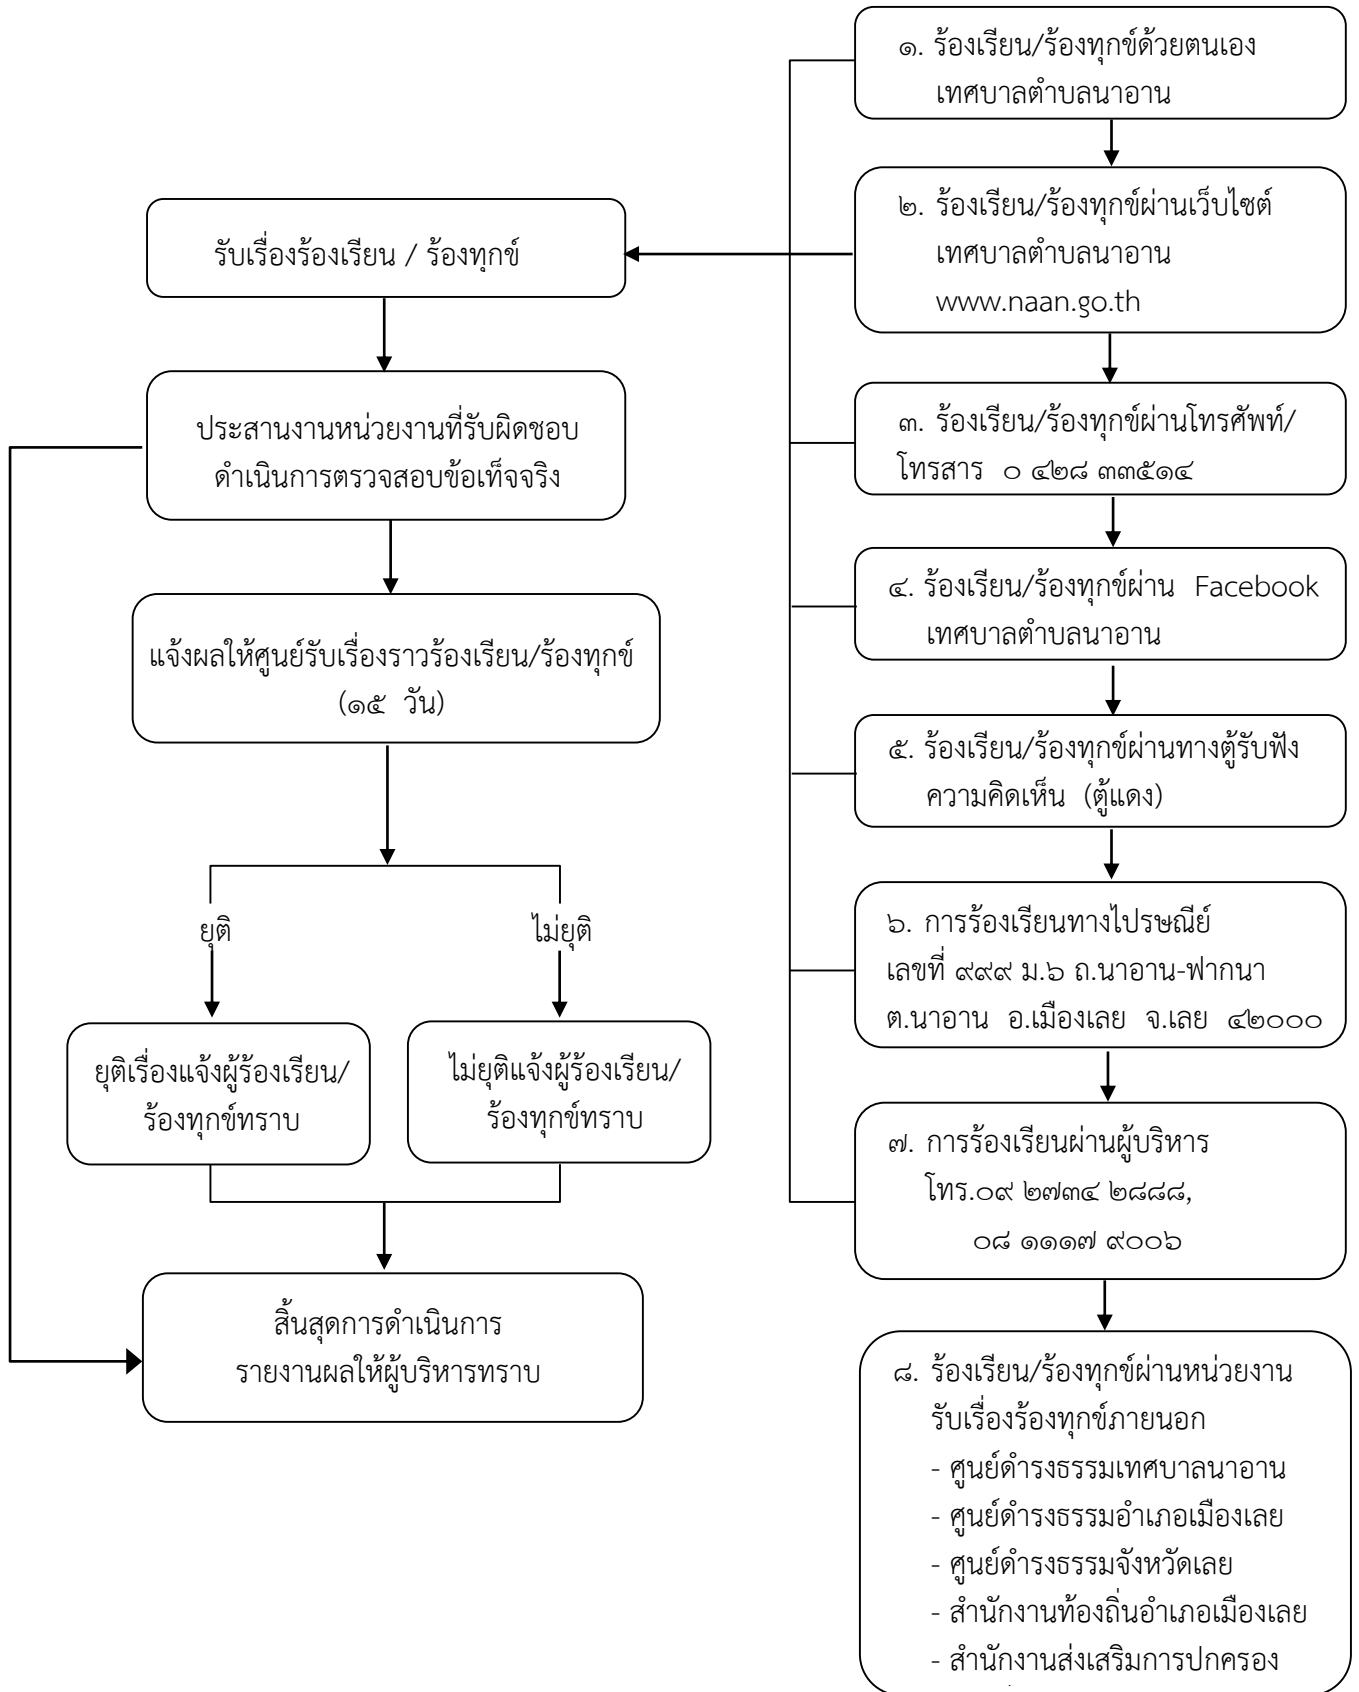 ๑. ร้องเรียน/ร้องทุกข์ด้วยตนเอง
เทศบาลตำบลนาอาน
๒. ร้องเรียน/ร้องทุกข์ผ่านเว็บไซต์
เทศบาลตำบลนาอาน
www.naan.go.th
๓. ร้องเรียน/ร้องทุกข์ผ่านโทรศัพท์/
โทรสาร ๐ ๔๒๘ ๓๓๕๑๔
๔. ร้องเรียน/ร้องทุกข์ผ่าน Facebook
เทศบาลตำบลนาอาน
๕. ร้องเรียน/ร้องทุกข์ผ่านทางตู้รับฟัง
ความคิดเห็น (ตู้แดง)
๖. การร้องเรียนทางไปรษณีย์
เลขที่ ๙๙๙ ม.๖ ถ.นาอาน-ฟากนา
ต.นาอาน อ.เมืองเลย จ.เลย ๔๒๐๐๐
๗. การร้องเรียนผ่านผู้บริหาร
โทร.๐๙ ๒๗๓๔ ๒๘๘๘,
๐๘ ๑๑๑๗ ๙๐๐๖
๘. ร้องเรียน/ร้องทุกข์ผ่านหน่วยงาน
รับเรื่องร้องทุกข์ภายนอก
- ศูนย์ดำรงธรรมเทศบาลนาอาน
- ศูนย์ดำรงธรรมอำเภอเมืองเลย
- ศูนย์ดำรงธรรมจังหวัดเลย
- สำนักงานท้องถิ่นอำเภอเมืองเลย
- สำนักงานส่งเสริมการปกครอง
รับเรื่องร้องเรียน / ร้องทุกข์
ประสานงานหน่วยงานที่รับผิดชอบ
ดำเนินการตรวจสอบข้อเท็จจริง
แจ้งผลให้ศูนย์รับเรื่องราวร้องเรียน/ร้องทุกข์
(๑๕ วัน)
ยุติ
ไม่ยุติ
ยุติเรื่องแจ้งผู้ร้องเรียน/
ร้องทุกข์ทราบ
ไม่ยุติแจ้งผู้ร้องเรียน/
ร้องทุกข์ทราบ
สิ้นสุดการดำเนินการ
รายงานผลให้ผู้บริหารทราบ